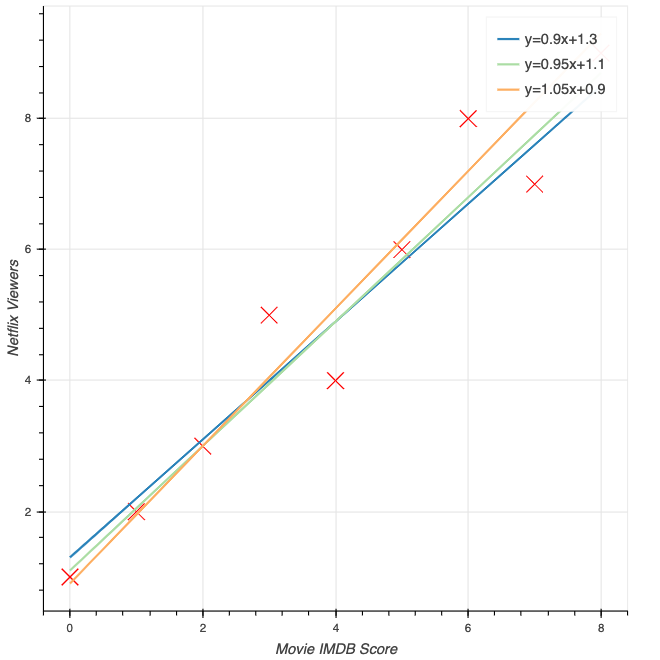 y=0.9x+1.3
y=0.95x+1.1
y=1.05x+0.9
8
6
4
2
Netflix Viewers
0 2 4 6 8
Movie IMDB Score